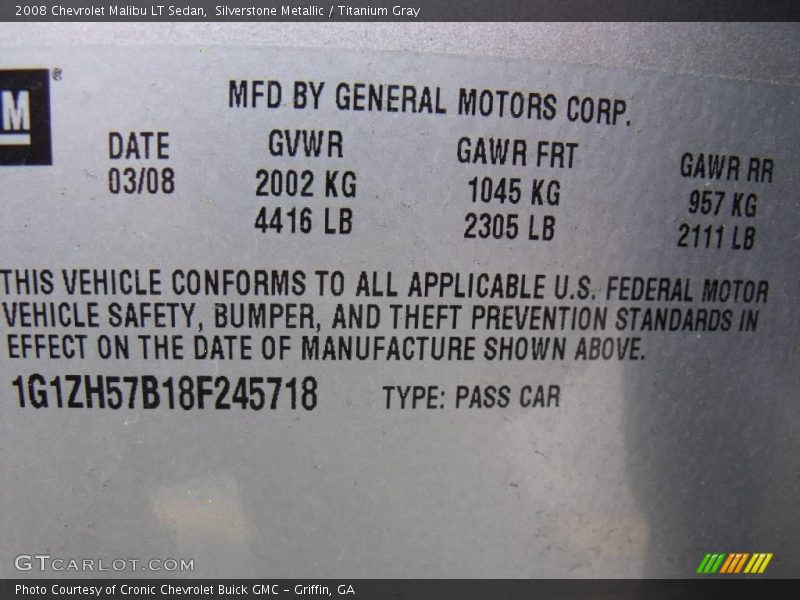 2008 Chevrolet Malibu LT Sedan, Silverstone Metallic / Titanium Gray
M ®
MFD BY GENERAL MOTORS CORP.
DATE GVWR GAWR FRT GAWR RR
03/08 2002 KG 1045 KG 957 KG
4416 LB 2305 LB 2111 LB
THIS VEHICLE CONFORMS TO ALL APPLICABLE U.S. FEDERAL MOTOR
VEHICLE SAFETY, BUMPER, AND THEFT PREVENTION STANDARDS IN
EFFECT ON THE DATE OF MANUFACTURE SHOWN ABOVE.
1G1ZH57B18F245718 TYPE: PASS CAR
GTCARLOT.COM
Photo Courtesy of Cronic Chevrolet Buick GMC - Griffin, GA